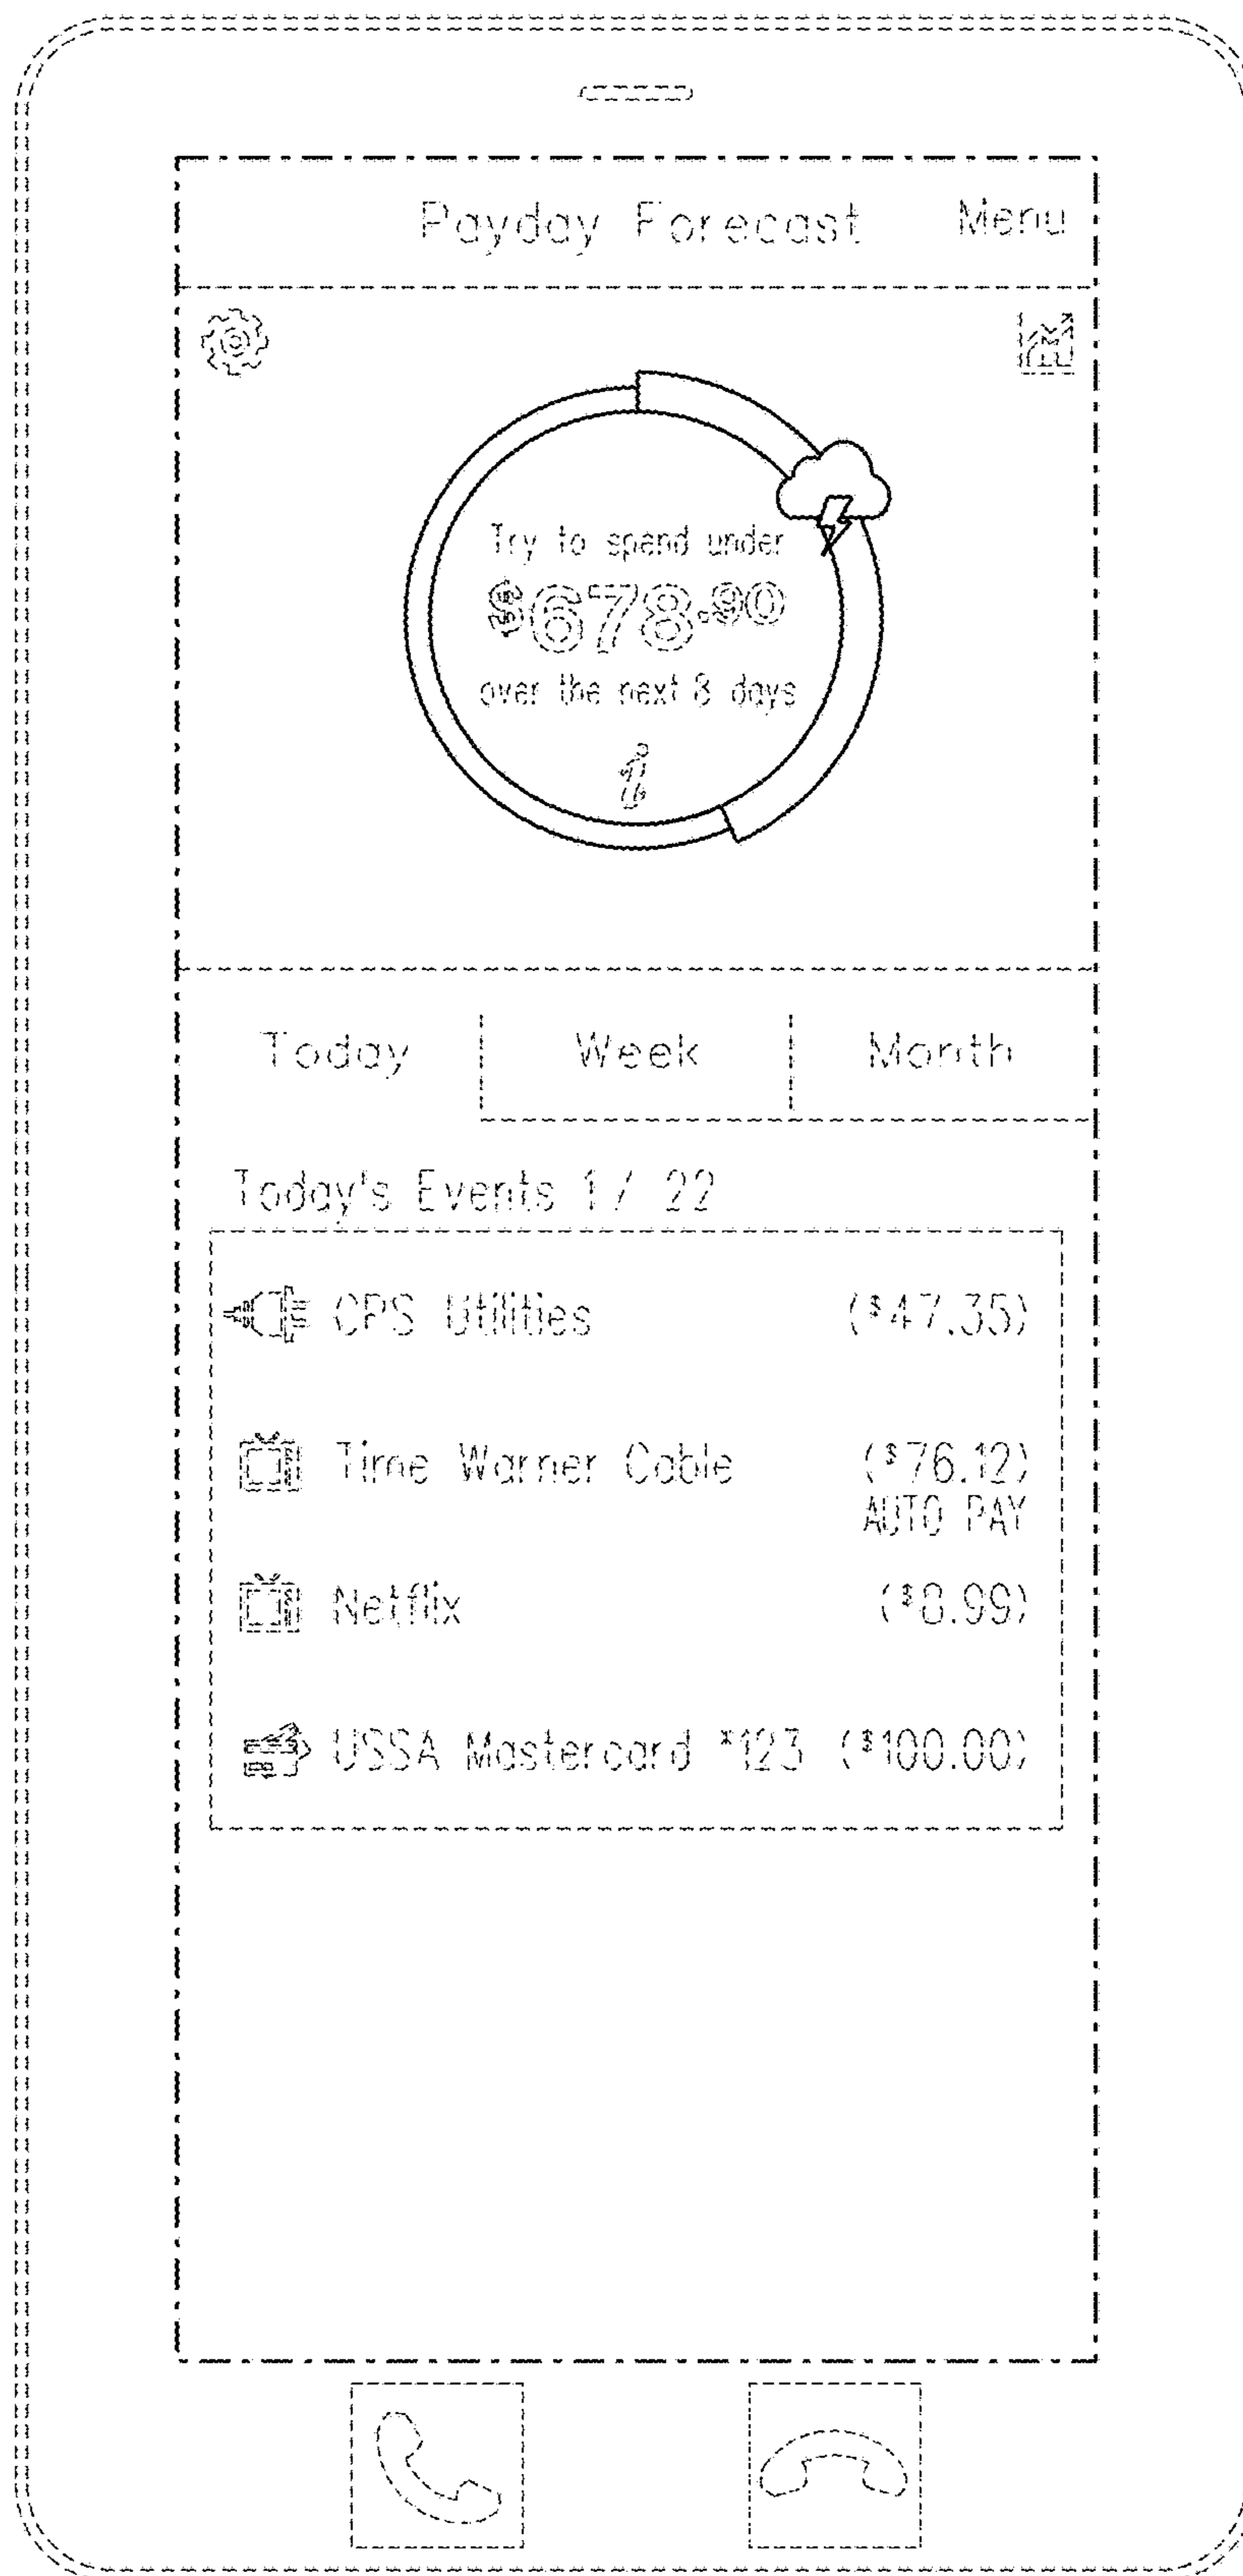 Payday Forecast Menu
Try to spend under
$678.90
over the next 8 days
i
Today Week Month
Today's Events 1 / 22
CPS Utilities ($47.35)
Time Warner Cable ($76.12)
AUTO PAY
Netflix ($8.99)
USSA Mastercard *123 ($100.00)